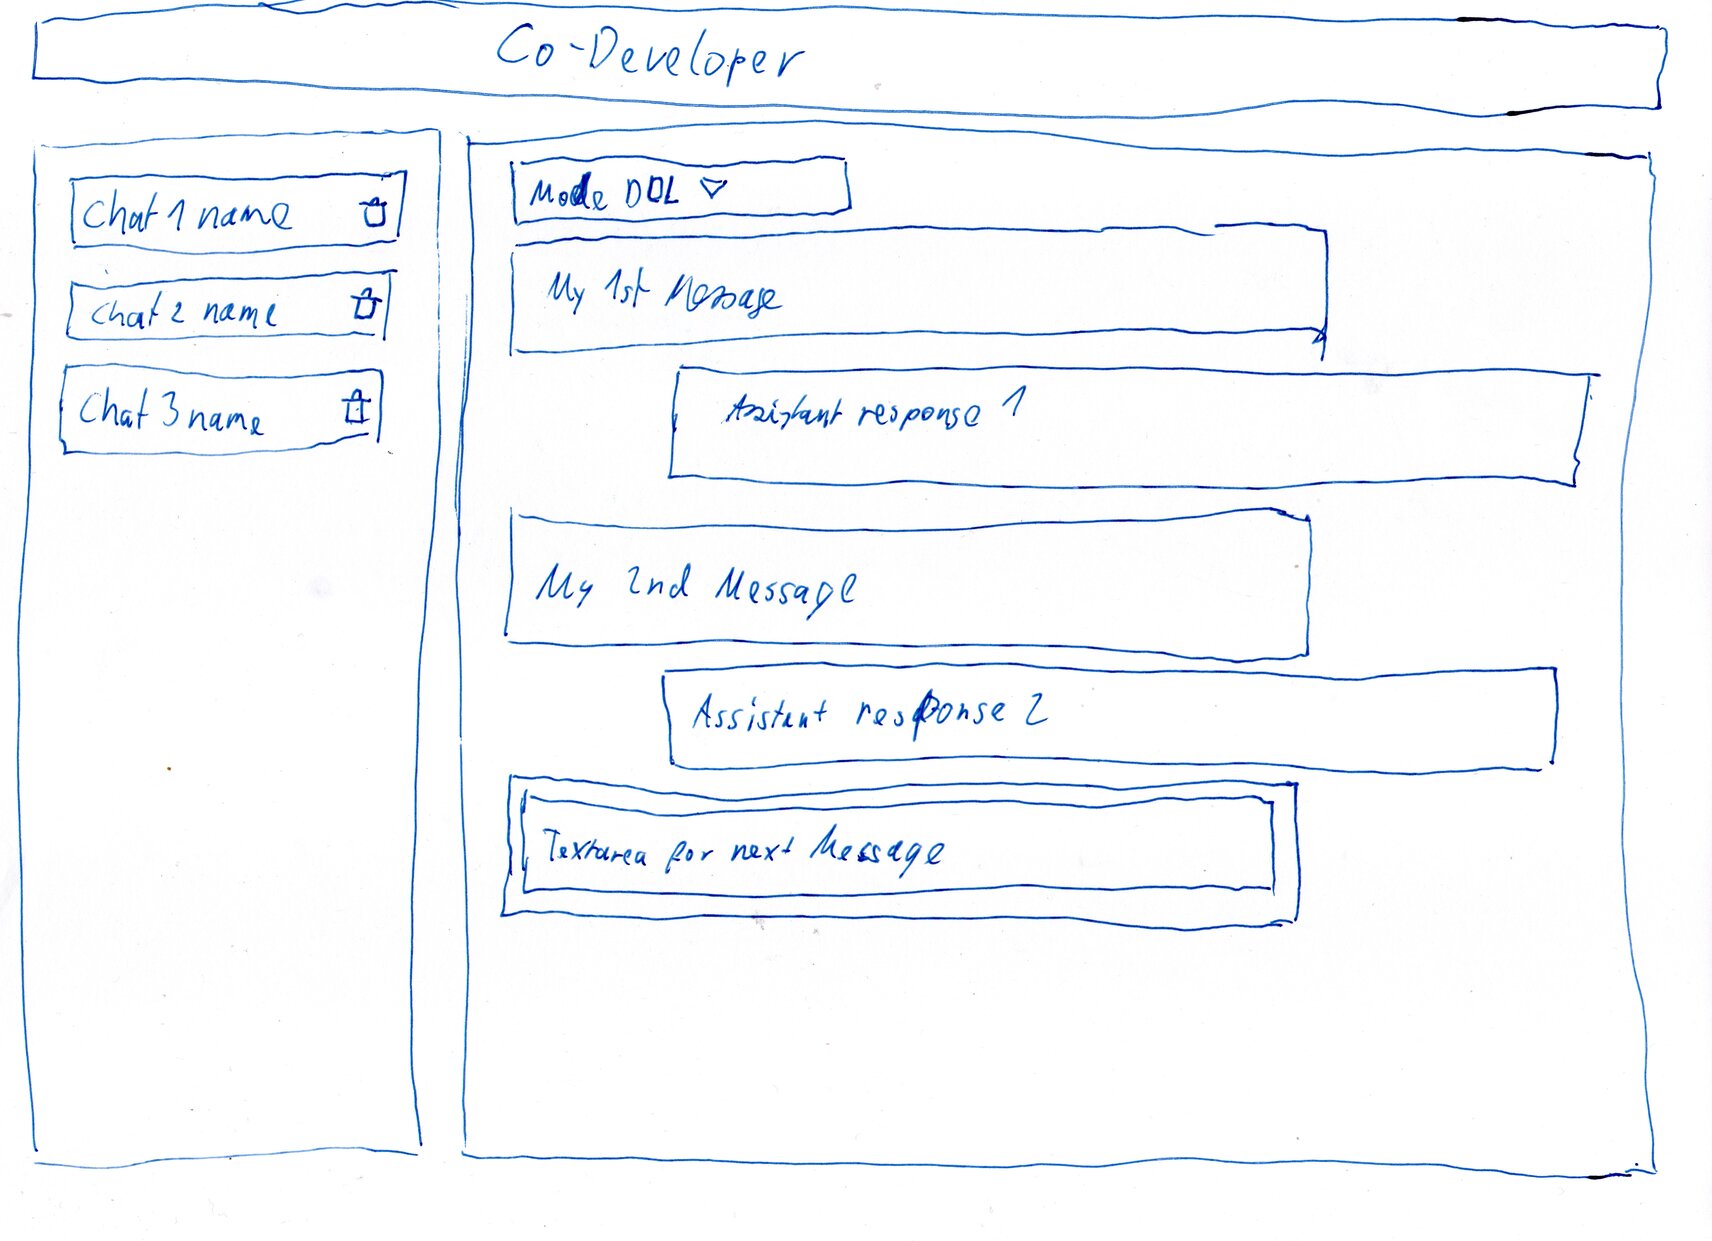 Co-Developer
Chat 1 name
Chat 2 name
Chat 3 name
Mode DDL
My 1st Message
Assistant response 1
My 2nd Message
Assistant response 2
Textarea for next Message